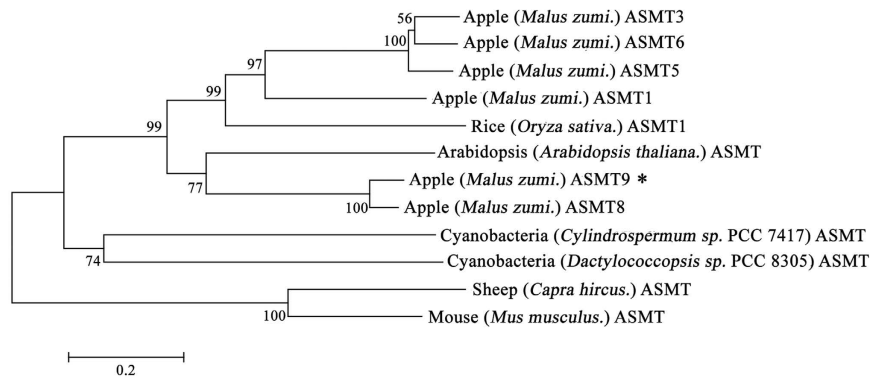 56
Apple (Malus zumi.) ASMT3
Apple (Malus zumi.) ASMT6
100
Apple (Malus zumi.) ASMT5
97
Apple (Malus zumi.) ASMT1
99
Rice (Oryza sativa.) ASMT1
99
Arabidopsis (Arabidopsis thaliana.) ASMT
Apple (Malus zumi.) ASMT9 *
77
100
Apple (Malus zumi.) ASMT8
Cyanobacteria (Cylindrospermum sp. PCC 7417) ASMT
74
Cyanobacteria (Dactylococcopsis sp. PCC 8305) ASMT
Sheep (Capra hircus.) ASMT
100
Mouse (Mus musculus.) ASMT
0.2